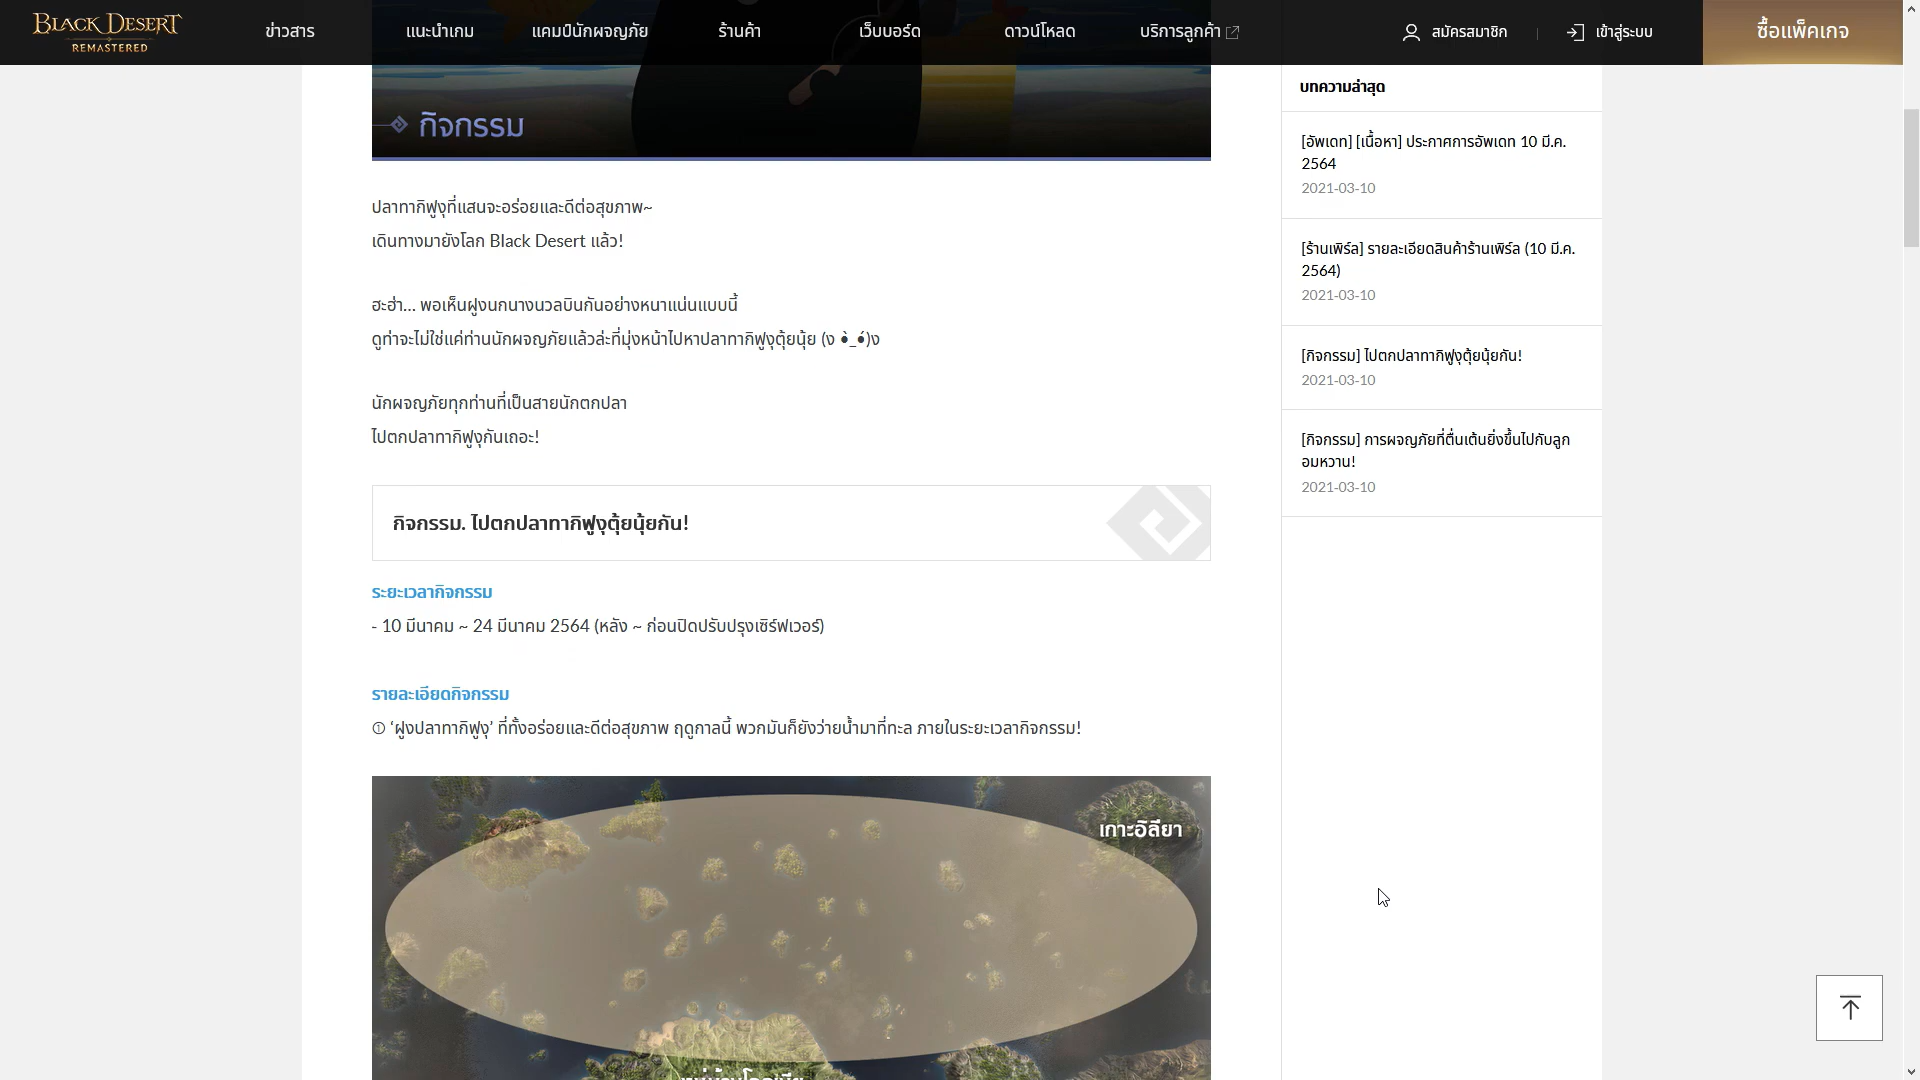 BLACK DESERT
REMASTERED
ข่าวสาร
แนะนำเกม
แคมป์นักผจญภัย
ร้านค้า
เว็บบอร์ด
ดาวน์โหลด
บริการลูกค้า
สมัครสมาชิก
เข้าสู่ระบบ
ซื้อแพ็คเกจ
กิจกรรม
ปลาทากิฟูงุที่แสนจะอร่อยและดีต่อสุขภาพ~
เดินทางมายังโลก Black Desert แล้ว!
ฮะฮ่า... พอเห็นฝูงนกนางนวลบินกันอย่างหนาแน่นแบบนี้
ดูท่าจะไม่ใช่แค่ท่านนักผจญภัยแล้วล่ะที่มุ่งหน้าไปหาปลาทากิฟูงุตุ้ยนุ้ย (ง •̀_•́)ง
นักผจญภัยทุกท่านที่เป็นสายนักตกปลา
ไปตกปลาทากิฟูงุกันเถอะ!
กิจกรรม. ไปตกปลาทากิฟูงุตุ้ยนุ้ยกัน!
ระยะเวลากิจกรรม
- 10 มีนาคม ~ 24 มีนาคม 2564 (หลัง ~ ก่อนปิดปรับปรุงเซิร์ฟเวอร์)
รายละเอียดกิจกรรม
① ‘ฝูงปลาทากิฟูงุ’ ที่ทั้งอร่อยและดีต่อสุขภาพ ฤดูกาลนี้ พวกมันก็ยังว่ายน้ำมาที่ทะล ภายในระยะเวลากิจกรรม!
เกาะอิลียา
บทความล่าสุด
[อัพเดท] [เนื้อหา] ประกาศการอัพเดท 10 มี.ค.
2564
2021-03-10
[ร้านเพิร์ล] รายละเอียดสินค้าร้านเพิร์ล (10 มี.ค.
2564)
2021-03-10
[กิจกรรม] ไปตกปลาทากิฟูงุตุ้ยนุ้ยกัน!
2021-03-10
[กิจกรรม] การผจญภัยที่ตื่นเต้นยิ่งขึ้นไปกับลูก
อมหวาน!
2021-03-10